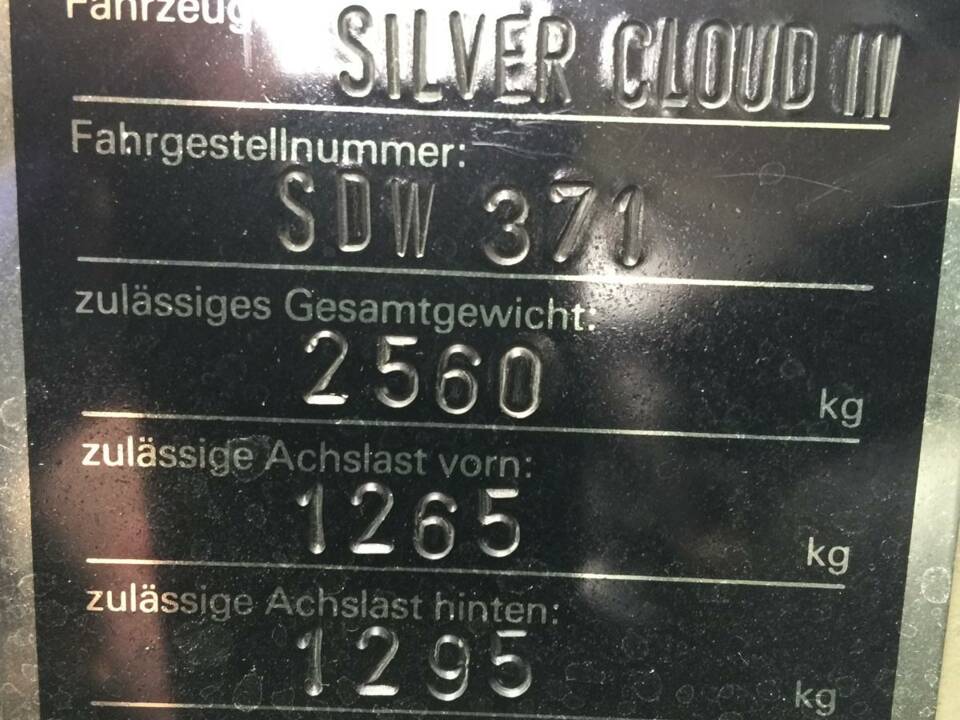 Fahrzeug
SILVER CLOUD III
Fahrgestellnummer:
SDW 371
zulässiges Gesamtgewicht:
2560 kg
zulässige Achslast vorn:
1265 kg
zulässige Achslast hinten:
1295 kg